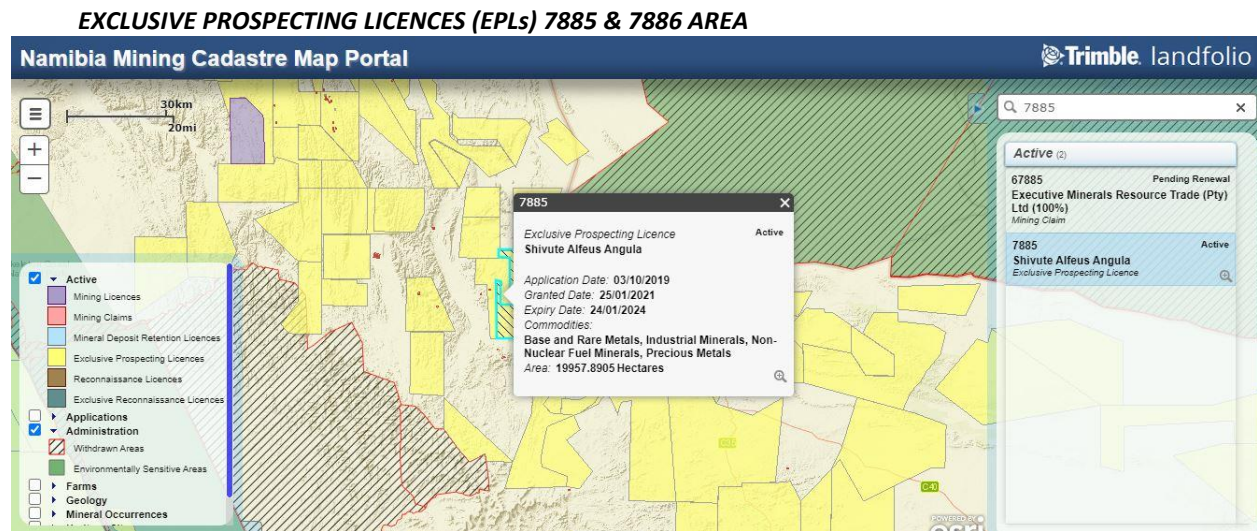 EXCLUSIVE PROSPECTING LICENCES (EPLs) 7885 & 7886 AREA
Namibia Mining Cadastre Map Portal
Trimble. landfolio
30km
20mi
+
−
7885
Exclusive Prospecting Licence
Active
Shivute Alfeus Angula
Application Date: 03/10/2019
Granted Date: 25/01/2021
Expiry Date: 24/01/2024
Commodities:
Base and Rare Metals, Industrial Minerals, Non-
Nuclear Fuel Minerals, Precious Metals
Area: 19957.8905 Hectares
7885
Active (2)
67885
Pending Renewal
Executive Minerals Resource Trade (Pty)
Ltd (100%)
Mining Claim
7885
Active
Shivute Alfeus Angula
Exclusive Prospecting Licence
Active
Mining Licences
Mining Claims
Mineral Deposit Retention Licences
Exclusive Prospecting Licences
Reconnaissance Licences
Exclusive Reconnaissance Licences
Applications
Administration
Withdrawn Areas
Environmentally Sensitive Areas
Farms
Geology
Mineral Occurrences
C40
POWERED BY
esri